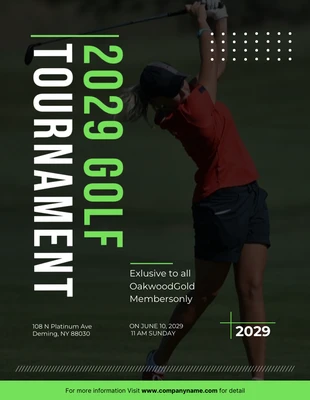 2029 GOLF
TOURNAMENT
Exlusive to all
OakwoodGold
Membersonly
108 N Platinum Ave
Deming, NY 88030
ON JUNE 10, 2029
11 AM SUNDAY
2029
For more information Visit www.companyname.com for detail